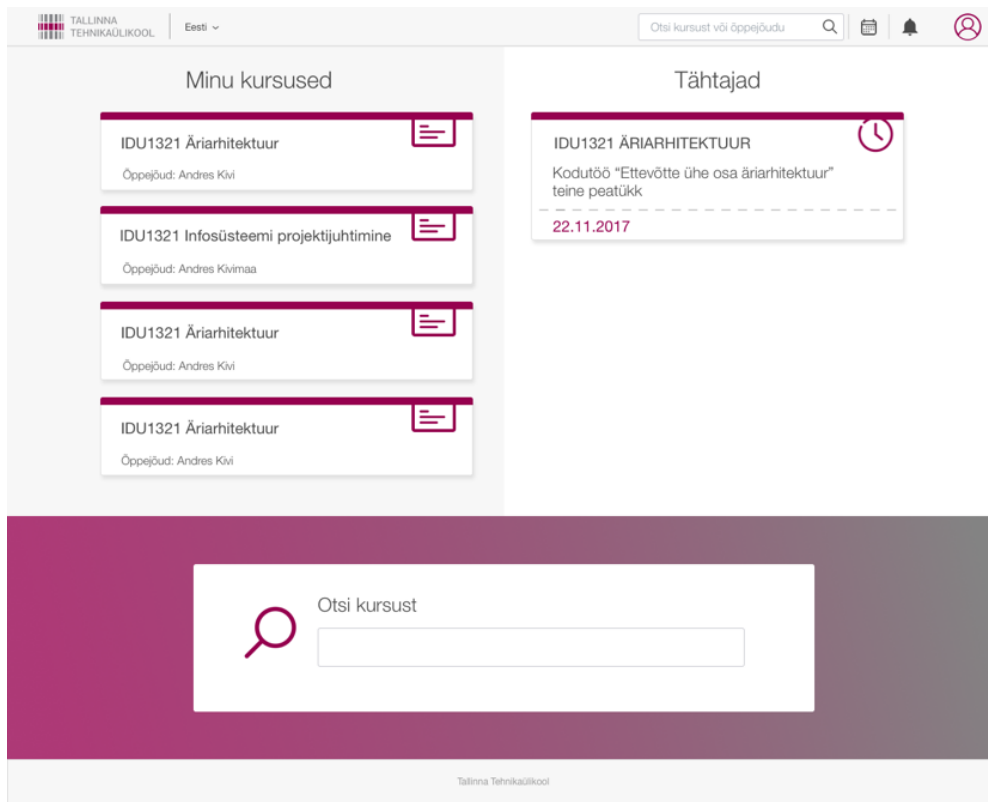 TALLINNA
TEHNIKAÜLIKOOL
Eesti
Otsi kursust või õppejõudu
Minu kursused
IDU1321 Äriarhitektuur
Õppejõud: Andres Kivi
IDU1321 Infosüsteemi projektijuhtimine
Õppejõud: Andres Kivimaa
IDU1321 Äriarhitektuur
Õppejõud: Andres Kivi
IDU1321 Äriarhitektuur
Õppejõud: Andres Kivi
Tähtajad
IDU1321 ÄRIARHITEKTUUR
Kodutöö “Ettevõtte ühe osa äriarhitektuur”
teine peatükk
22.11.2017
Otsi kursust
Tallinna Tehnikaülikool